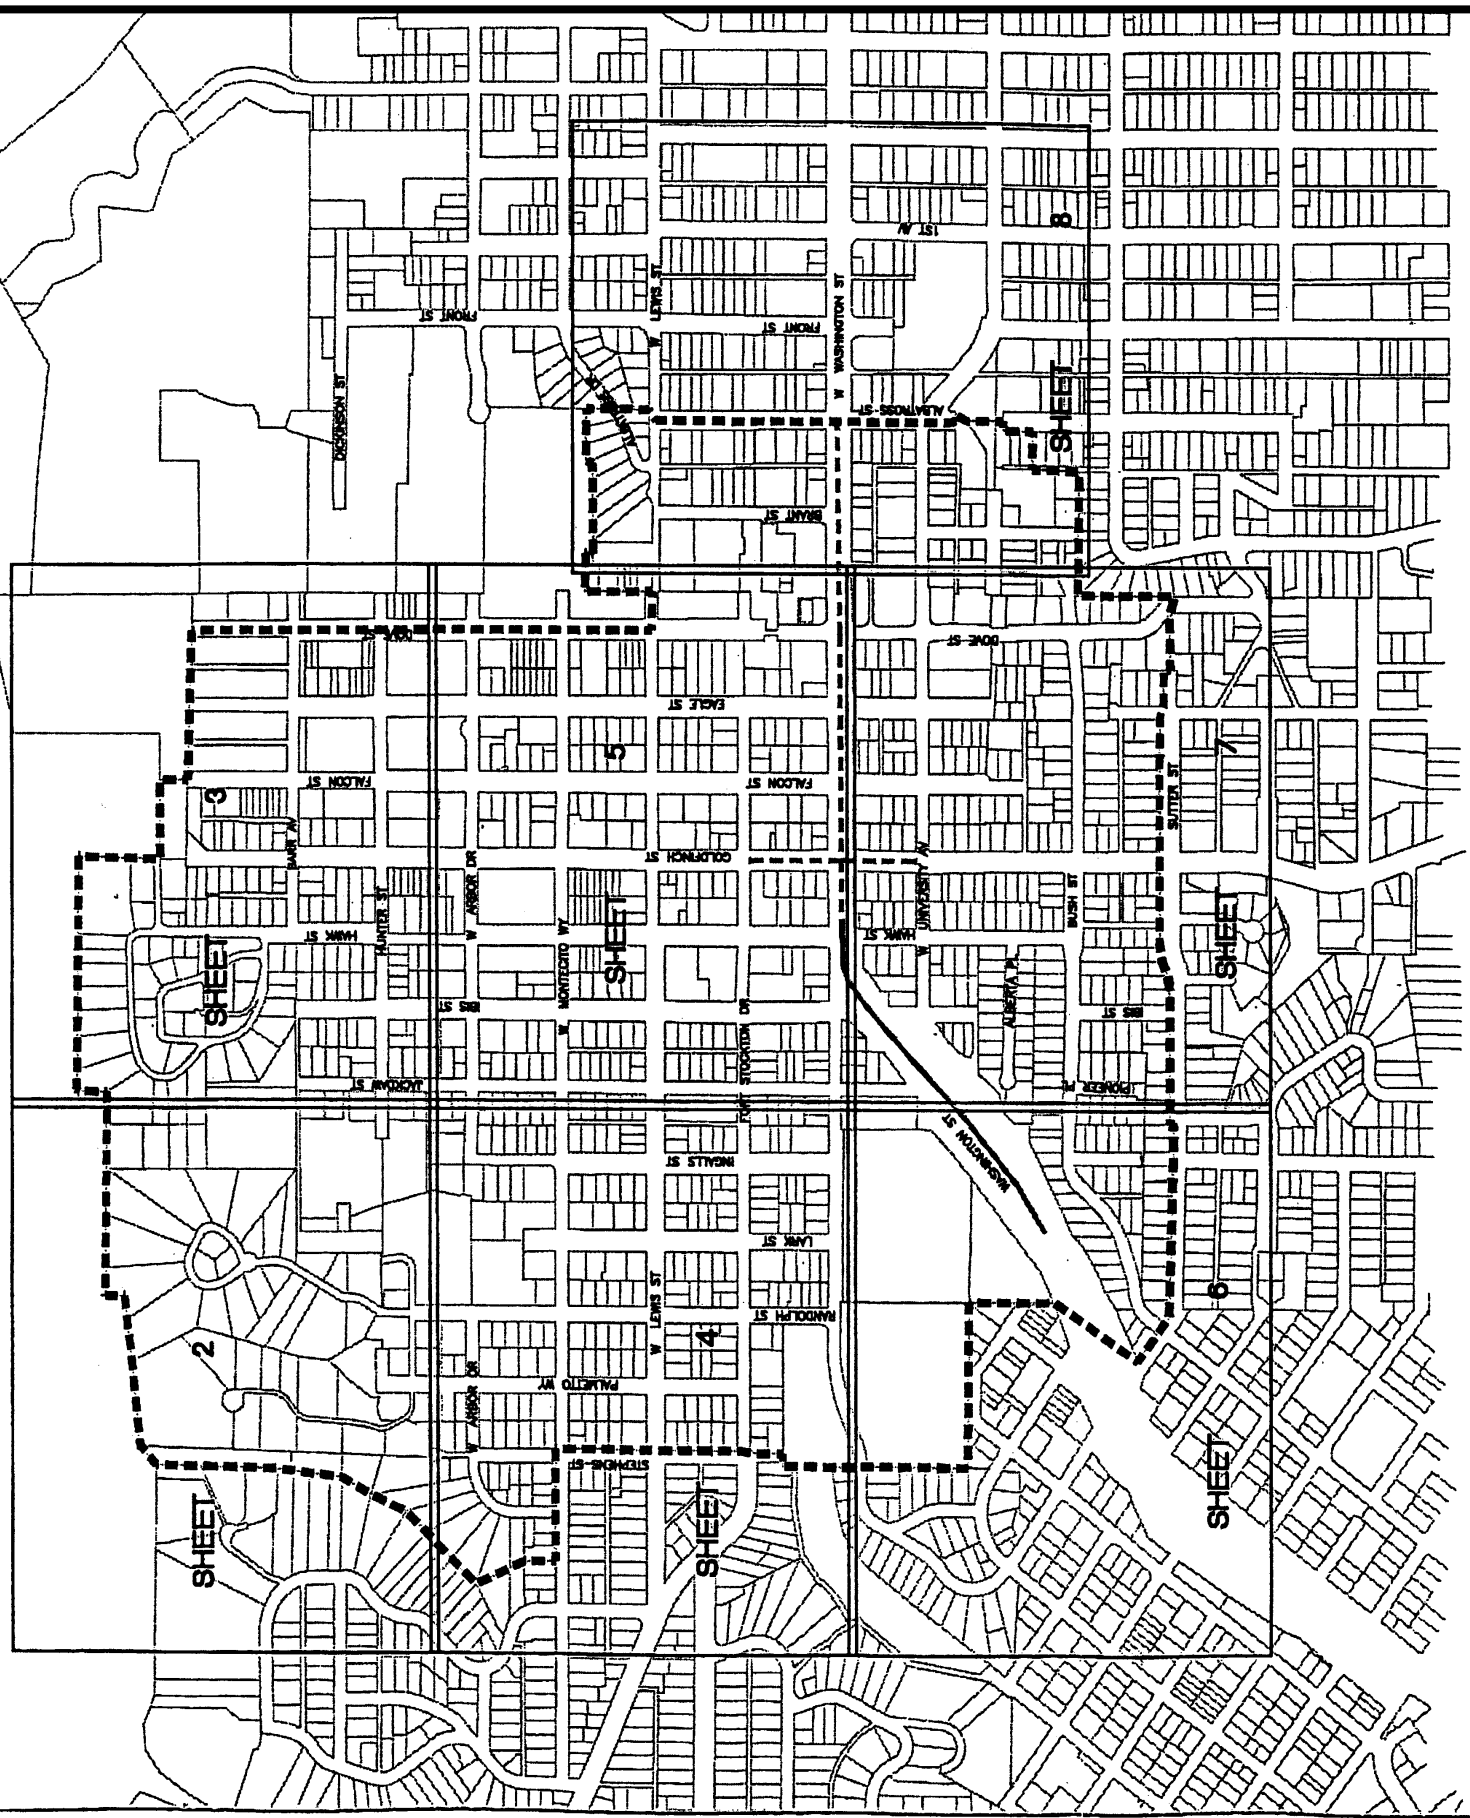 1ST AV
8
W LEWIS ST
W WASHINGTON ST
FRONT ST
FRONT ST
DICKINSON ST
SHEET
ALBATROSS ST
BRANT ST
DOVE ST
DOVE ST
EAGLE ST
5
7
FALCON ST
3
FALCON ST
SUTTER ST
BARR AV
GOLDFINCH ST
W ARBOR DR
W UNIVERSITY AV
HUNTER ST
BUSH ST
HAWK ST
HAWK ST
SHEET
SHEET
SHEET
W MONTECITO WY
ALBERTA PL
IBIS ST
IBIS ST
FORT STOCKTON DR
JACKDAW ST
PIONEER PL
WASHINGTON ST
INGALLS ST
LARK ST
6
RANDOLPH ST
W LEWIS ST
4
2
PALMETTO WY
W ARBOR DR
STEPHENS ST
SHEET
SHEET
SHEET